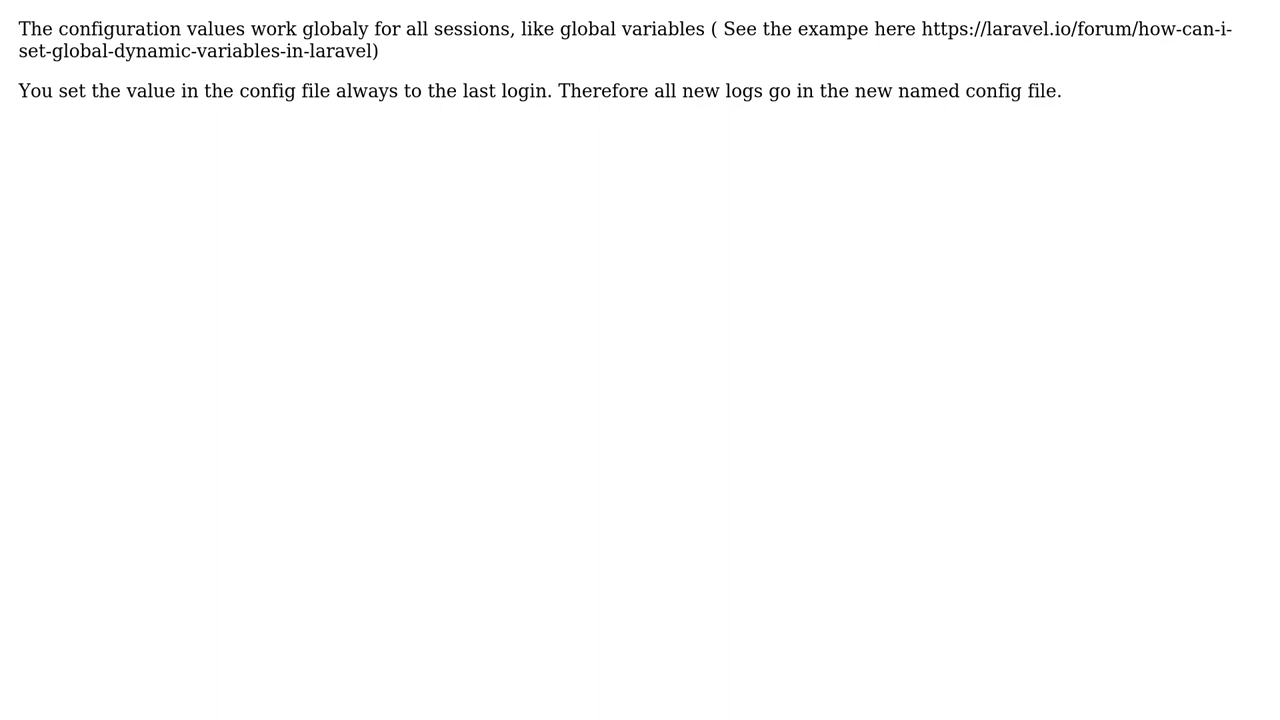 The configuration values work globaly for all sessions, like global variables ( See the exampe here https://laravel.io/forum/how-can-i-
set-global-dynamic-variables-in-laravel)
You set the value in the config file always to the last login. Therefore all new logs go in the new named config file.